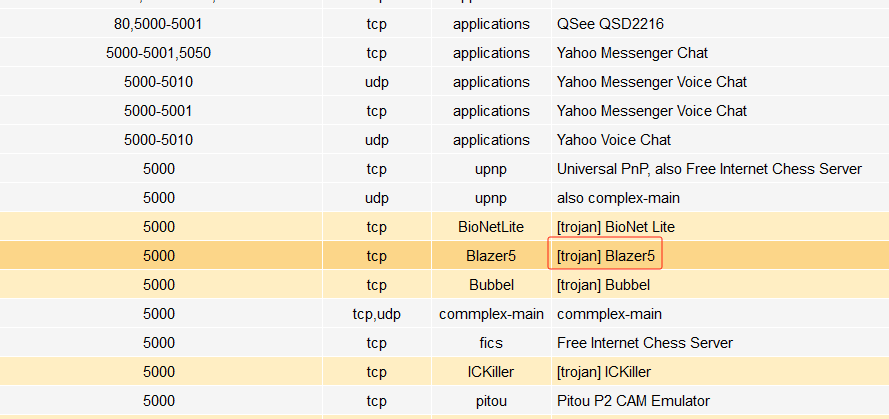 80,5000-5001 tcp applications QSee QSD2216
5000-5001,5050 tcp applications Yahoo Messenger Chat
5000-5010 udp applications Yahoo Messenger Voice Chat
5000-5001 tcp applications Yahoo Messenger Voice Chat
5000-5010 udp applications Yahoo Voice Chat
5000 tcp upnp Universal PnP, also Free Internet Chess Server
5000 udp upnp also complex-main
5000 tcp BioNetLite [trojan] BioNet Lite
5000 tcp Blazer5 [trojan] Blazer5
5000 tcp Bubbel [trojan] Bubbel
5000 tcp,udp commplex-main commplex-main
5000 tcp fics Free Internet Chess Server
5000 tcp ICKiller [trojan] ICKiller
5000 tcp pitou Pitou P2 CAM Emulator